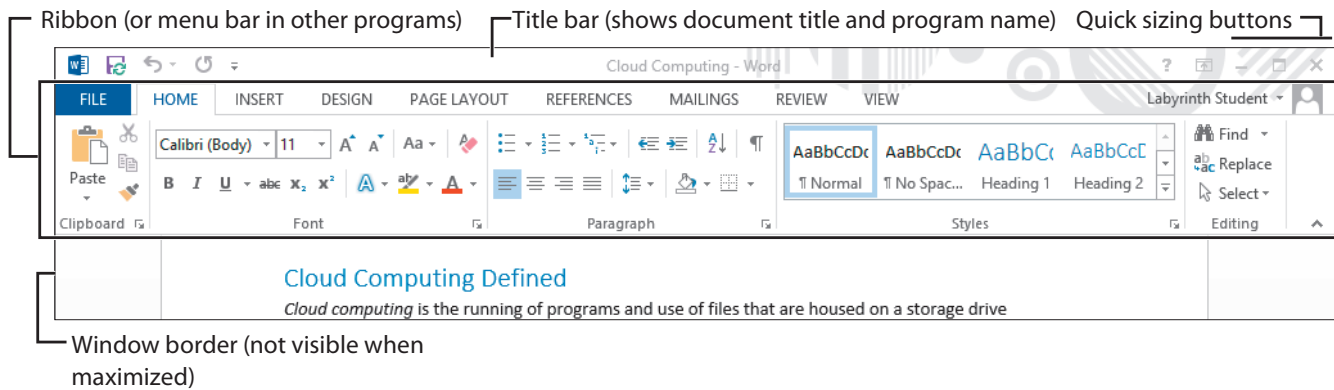 Ribbon (or menu bar in other programs) Title bar (shows document title and program name) Quick sizing buttons
Cloud Computing - Word ?
FILE HOME INSERT DESIGN PAGE LAYOUT REFERENCES MAILINGS REVIEW VIEW Labyrinth Student
Calibri (Body) 11 A A Aa
Paste B I U abc X₂ X² A ab A
AaBbCcDc AaBbCcDc AaBbCc AaBbCcD
¶ Normal ¶ No Spac... Heading 1 Heading 2
Find
Replace
Select
Clipboard Font Paragraph Styles Editing
Cloud Computing Defined
Cloud computing is the running of programs and use of files that are housed on a storage drive
Window border (not visible when
maximized)